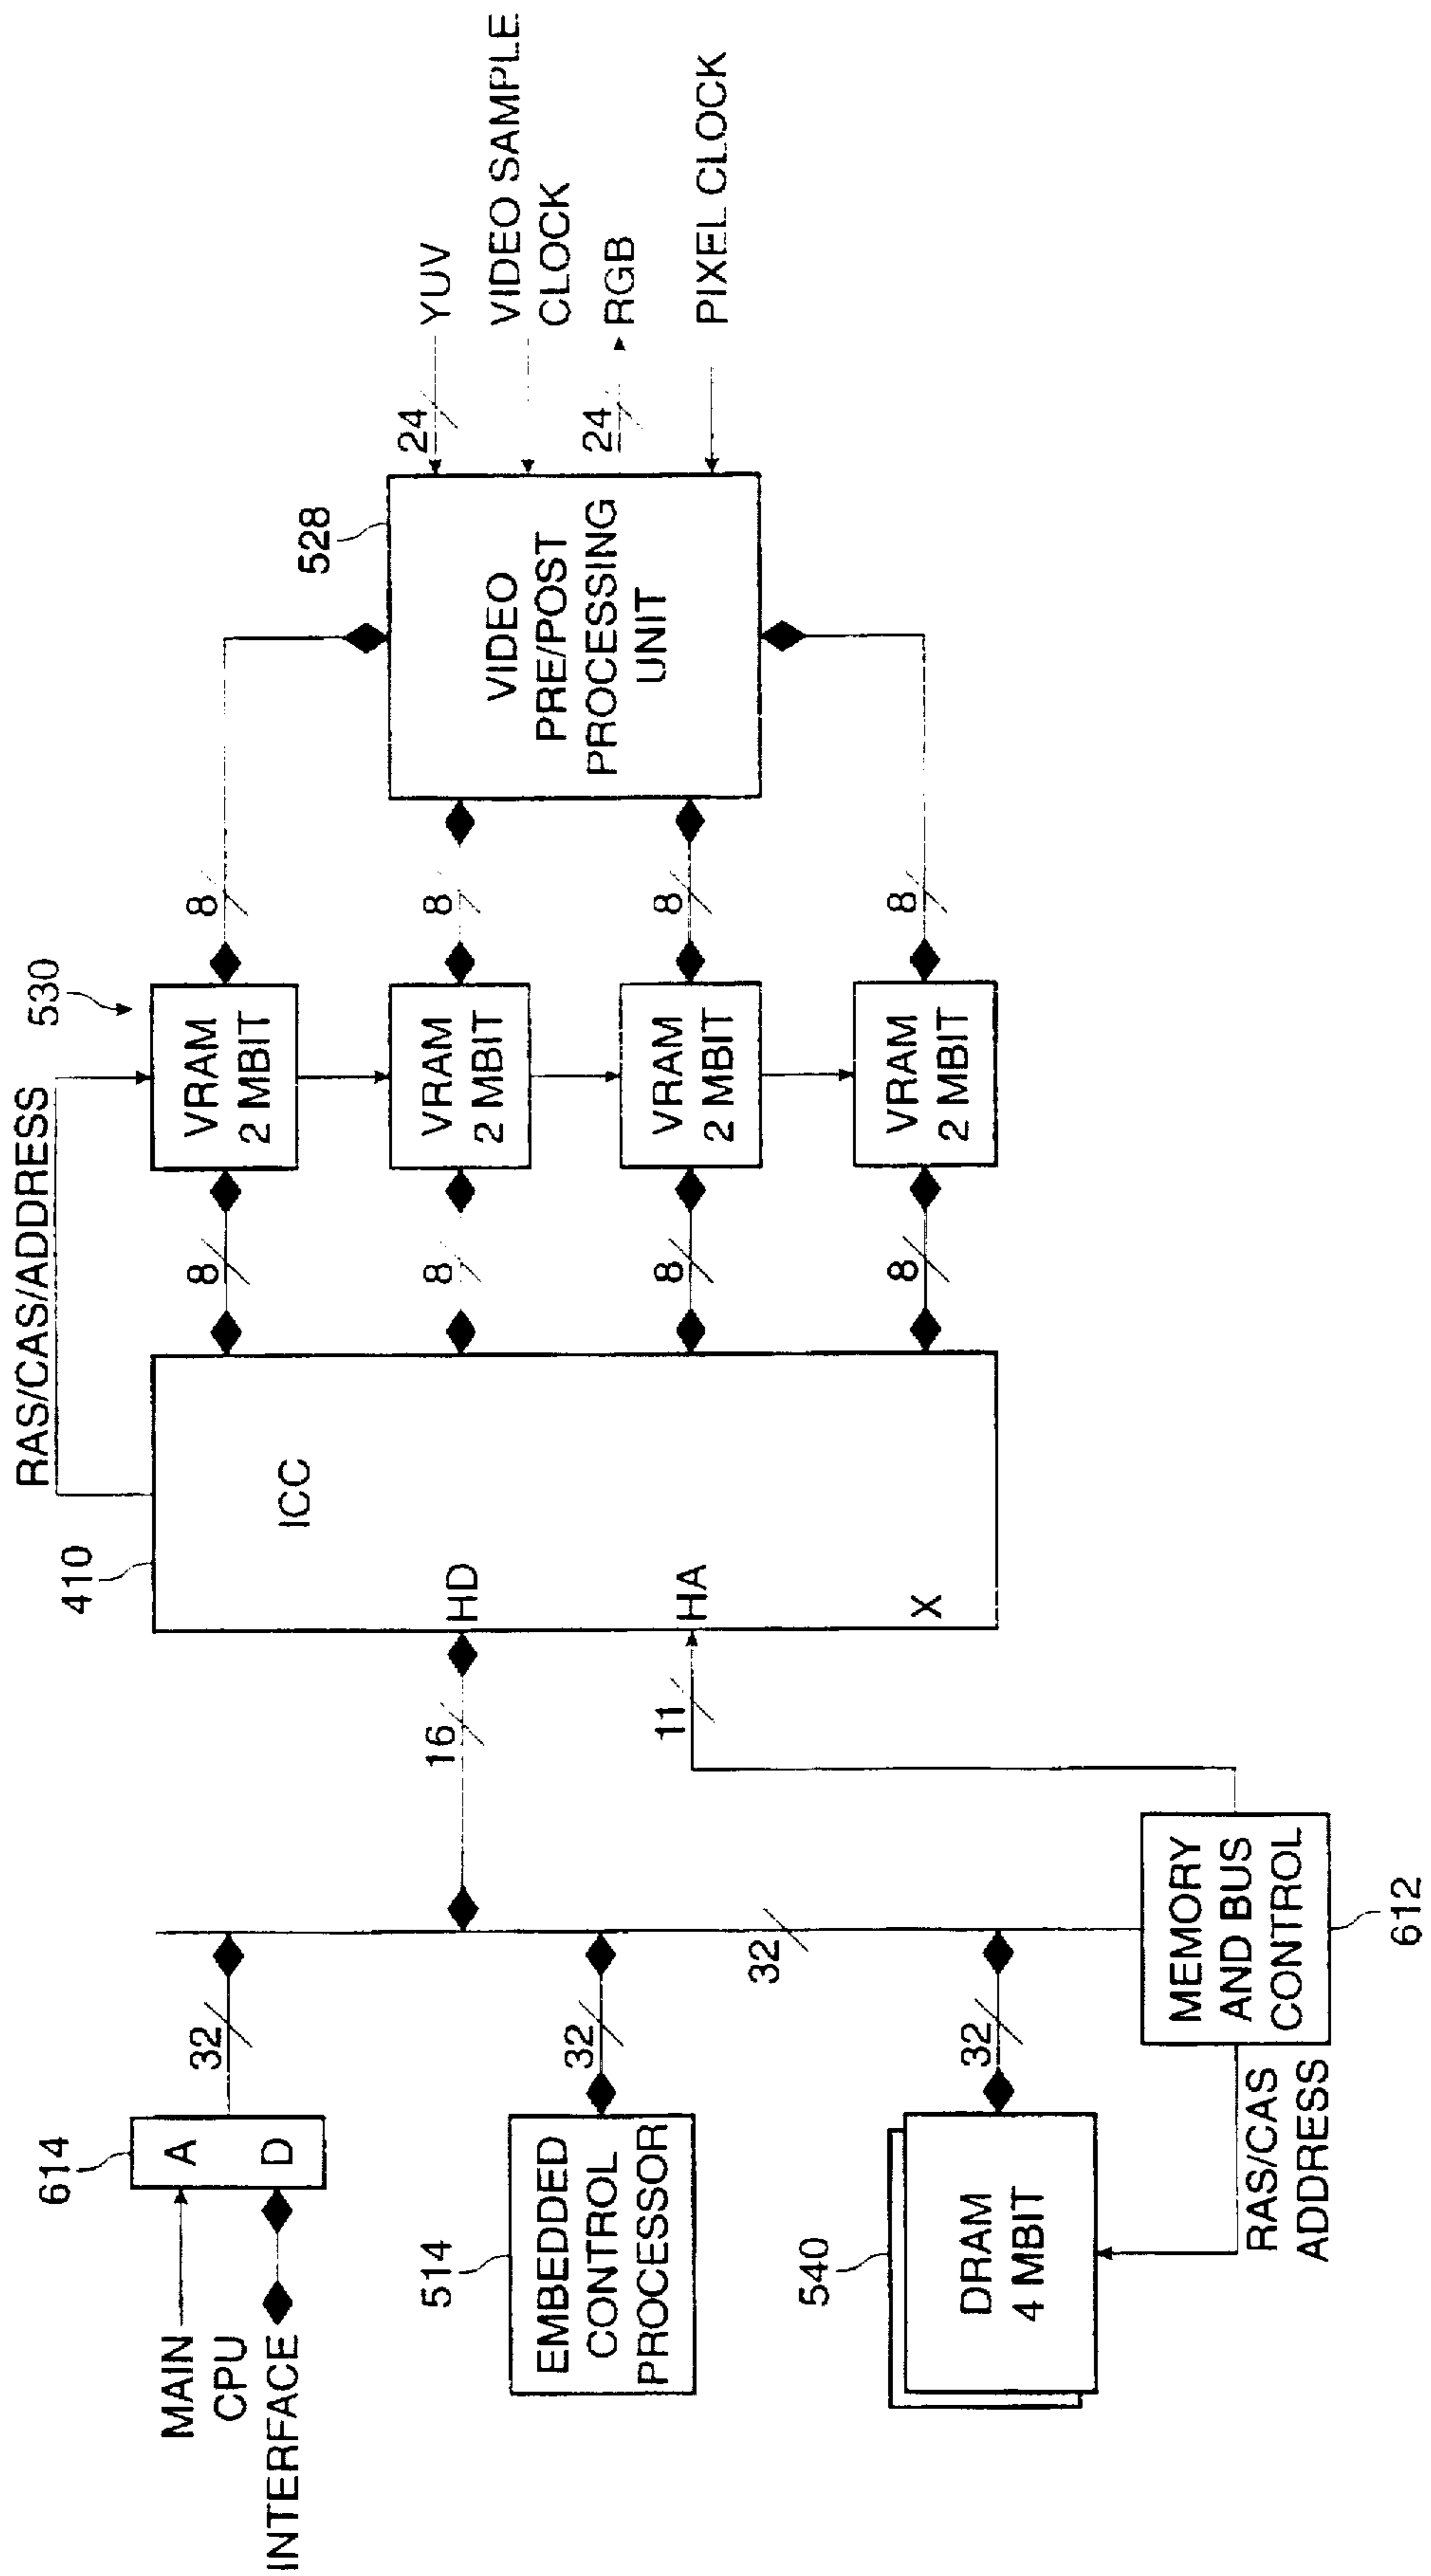 RAS/CAS/ADDRESS
530
410
614
MAIN
CPU
INTERFACE
A
D
32
16
HD
ICC
8
VRAM
2 MBIT
8
528
VIDEO
PRE/POST
PROCESSING
UNIT
24
YUV
VIDEO SAMPLE
CLOCK
24
RGB
PIXEL CLOCK
514
EMBEDDED
CONTROL
PROCESSOR
32
8
VRAM
2 MBIT
8
32
11
HA
8
VRAM
2 MBIT
8
540
DRAM
4 MBIT
32
X
8
VRAM
2 MBIT
8
RAS/CAS
ADDRESS
MEMORY
AND BUS
CONTROL
612